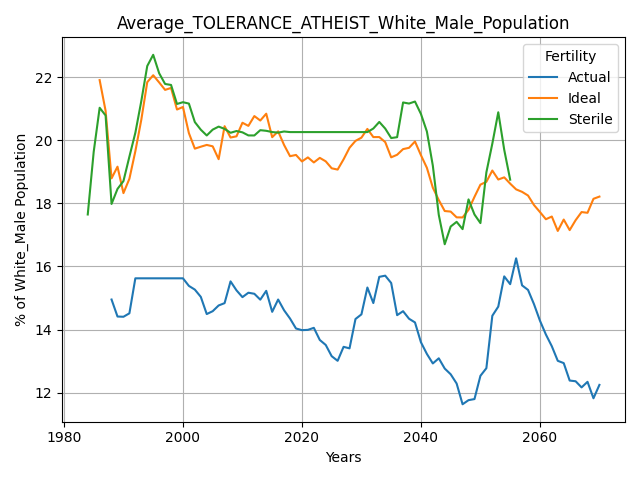 Average_TOLERANCE_ATHEIST_White_Male_Population
Fertility
Actual
Ideal
Sterile
% of White_Male Population
22
20
18
16
14
12
1980
2000
2020
2040
2060
Years